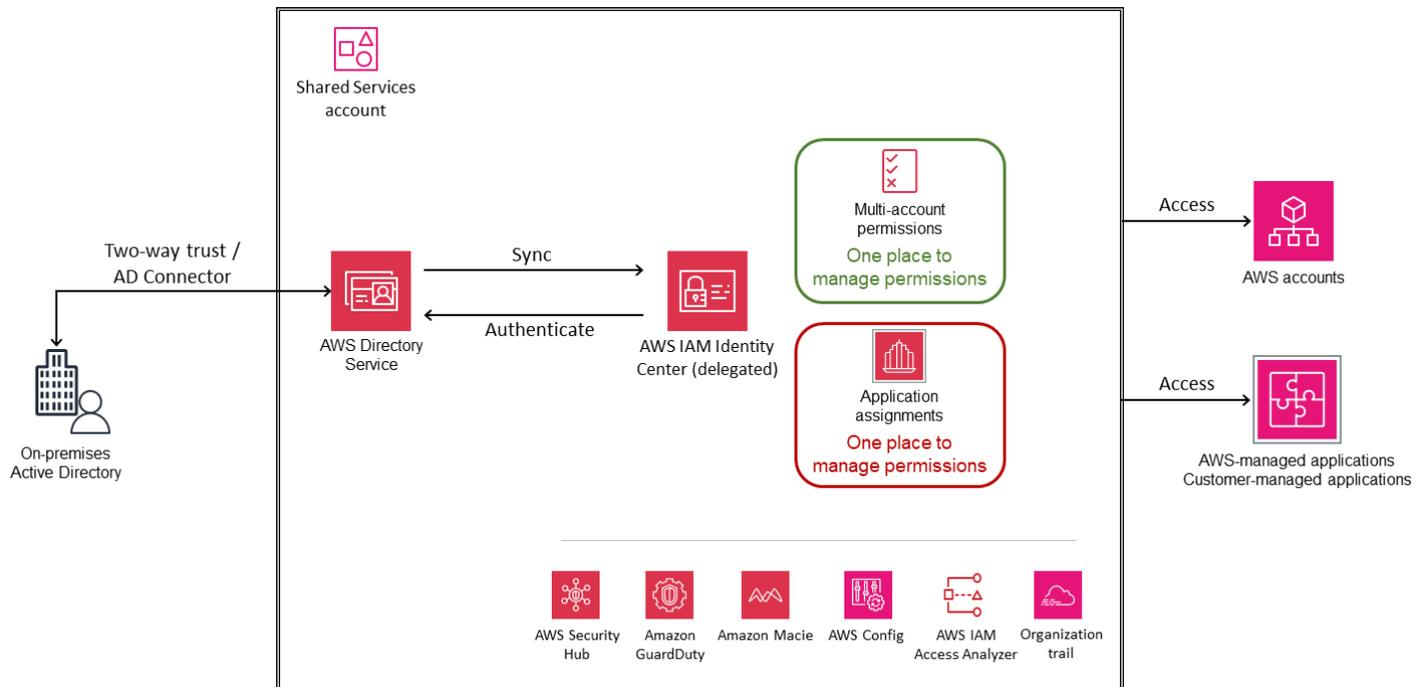 Shared Services
account
Multi-account
permissions
One place to
manage permissions
Access
AWS accounts
Two-way trust /
AD Connector
Sync
Authenticate
AWS Directory
Service
AWS IAM Identity
Center (delegated)
Application
assignments
One place to
manage permissions
Access
AWS-managed applications
Customer-managed applications
On-premises
Active Directory
AWS Security
Hub
Amazon
GuardDuty
Amazon Macie
AWS Config
AWS IAM
Access Analyzer
Organization
trail